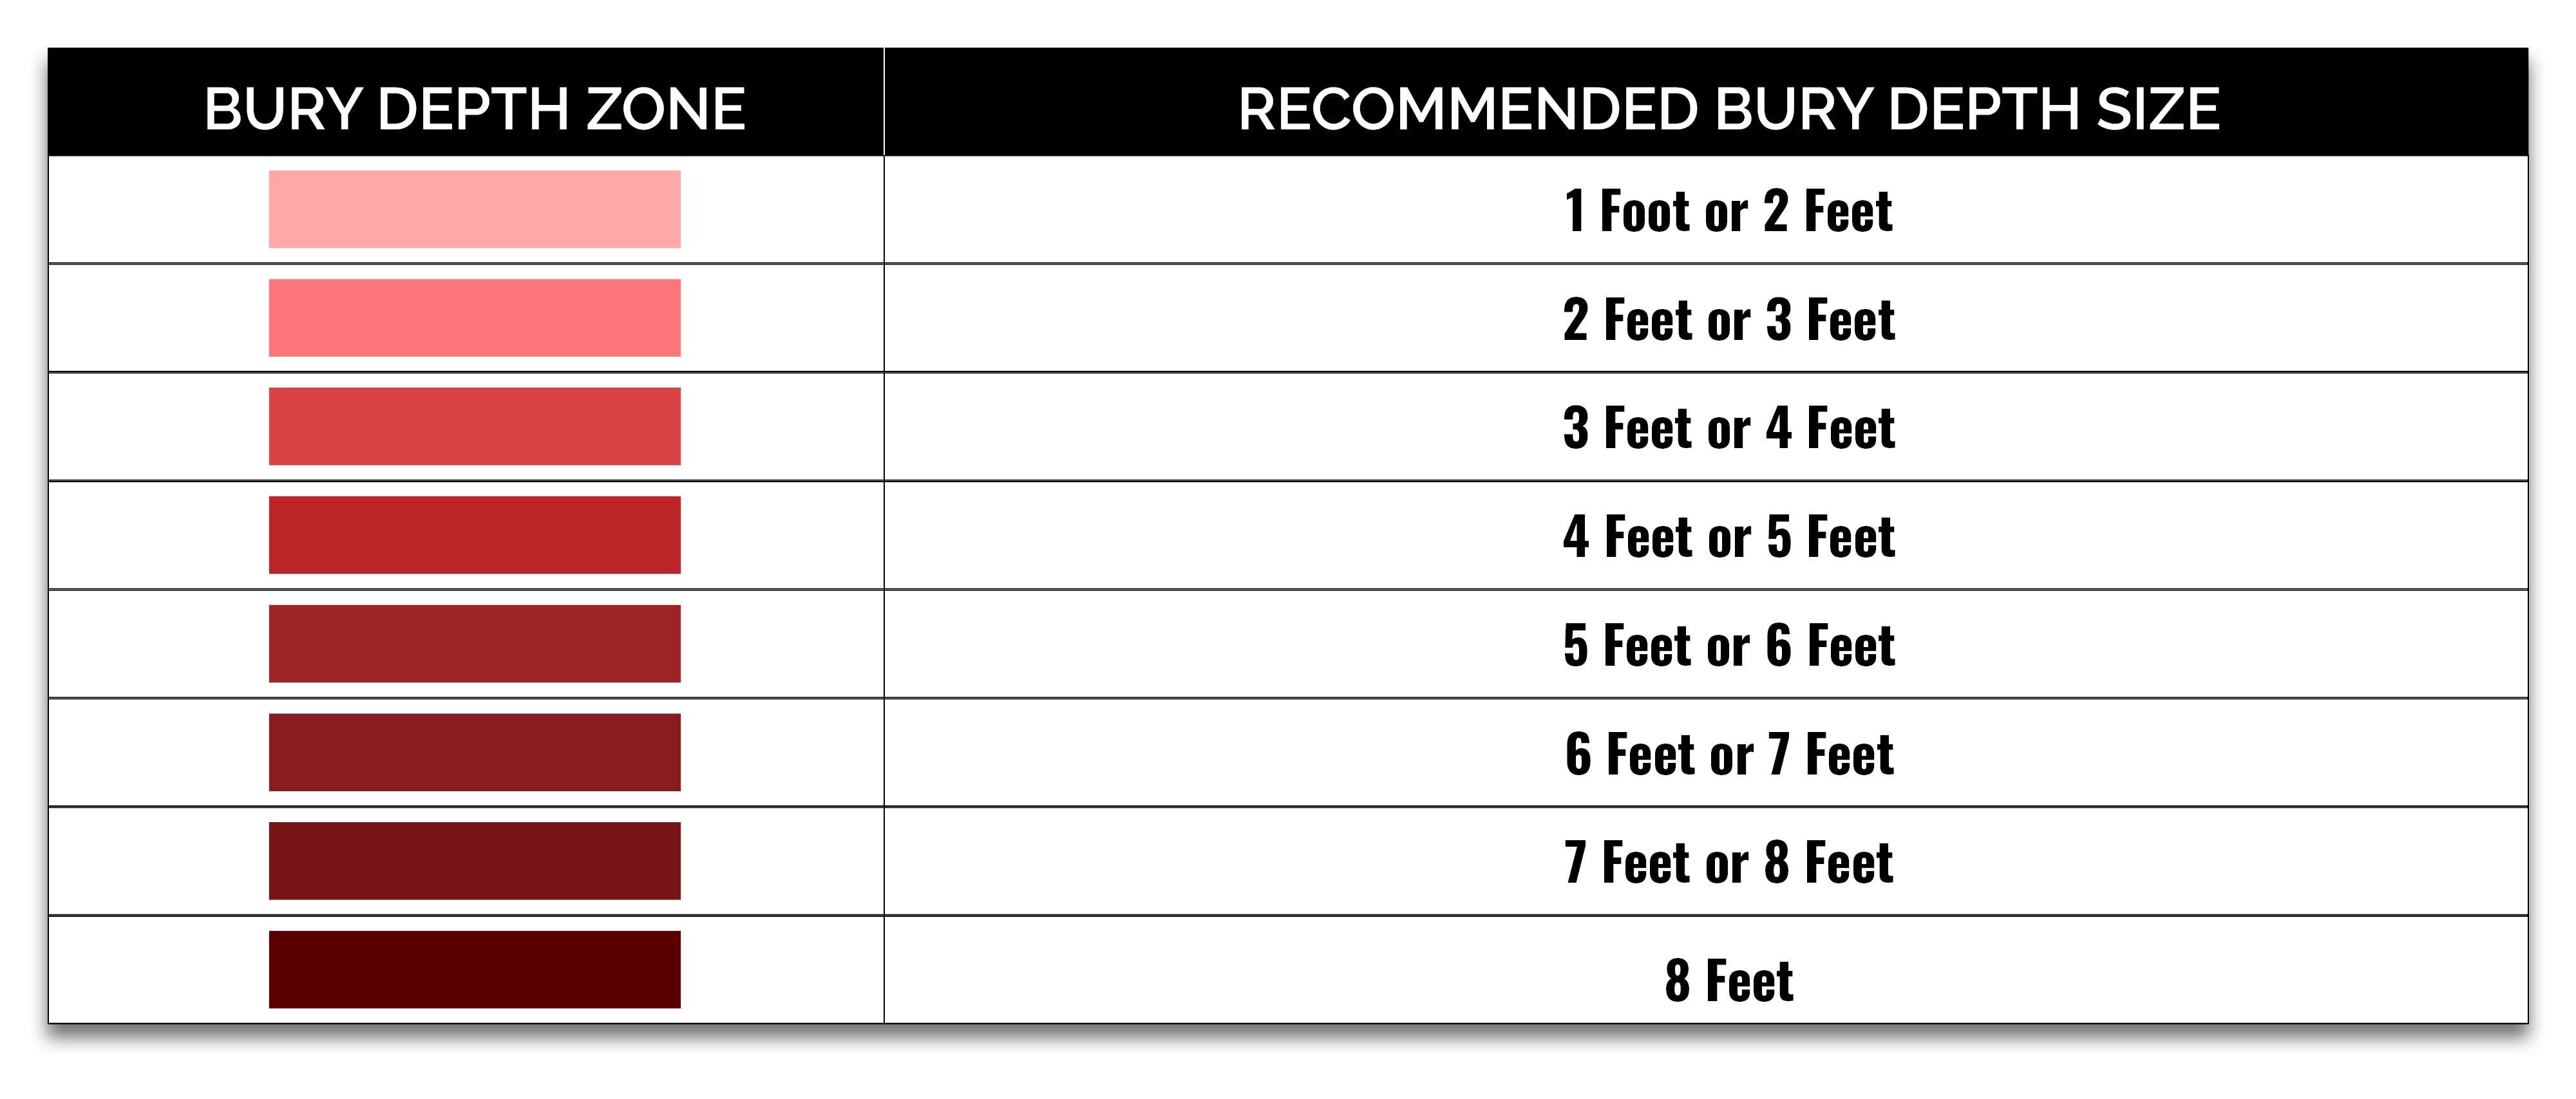 BURY DEPTH ZONE
RECOMMENDED BURY DEPTH SIZE
1 Foot or 2 Feet
2 Feet or 3 Feet
3 Feet or 4 Feet
4 Feet or 5 Feet
5 Feet or 6 Feet
6 Feet or 7 Feet
7 Feet or 8 Feet
8 Feet